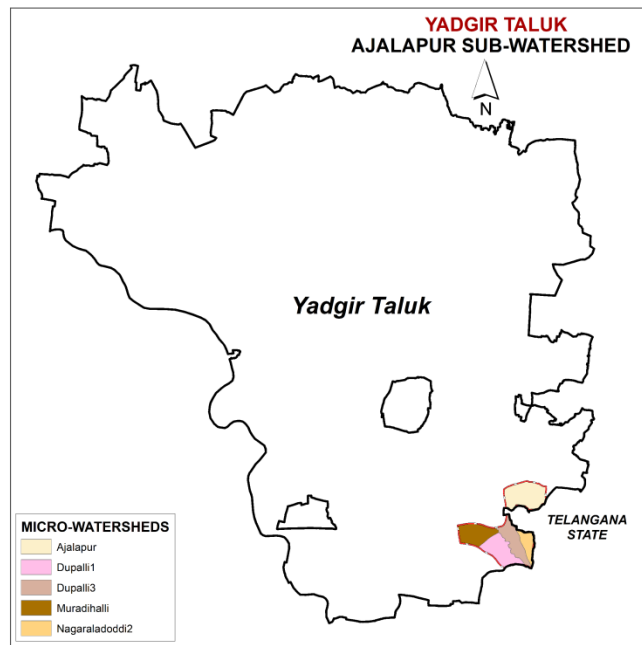 YADGIR TALUK
AJALAPUR SUB-WATERSHED
N
Yadgir Taluk
TELANGANA
STATE
MICRO-WATERSHEDS
Ajalapur
Dupalli1
Dupalli3
Muradihalli
Nagaraladoddi2